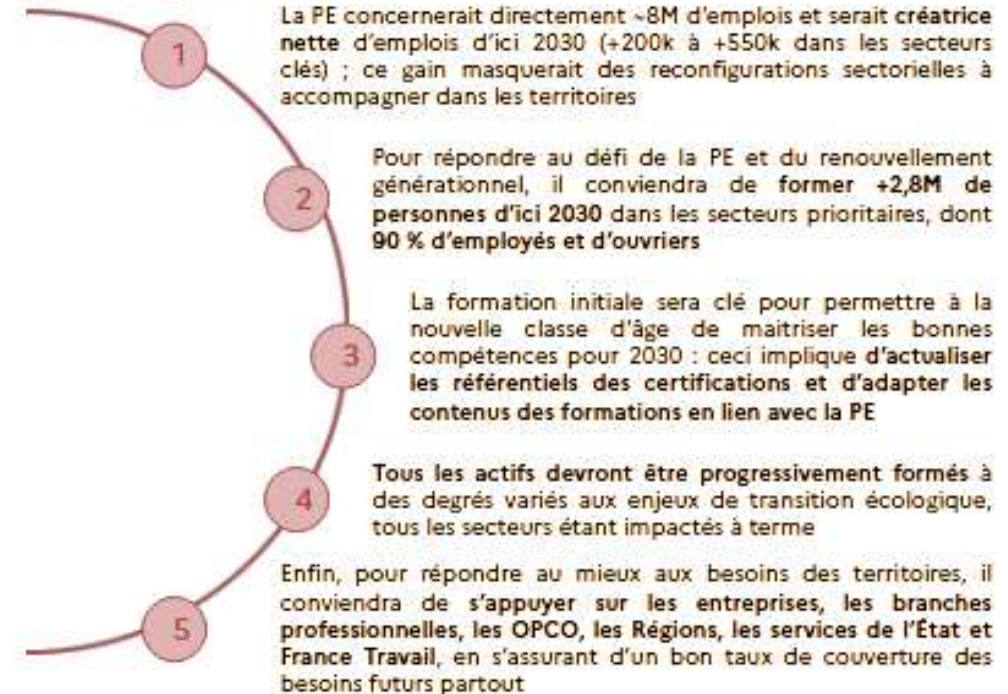 La PE concernerait directement ~8M d'emplois et serait créatrice
nette d'emplois d'ici 2030 (+200k à +550k dans les secteurs
clés) ; ce gain masquerait des reconfigurations sectorielles à
accompagner dans les territoires
1
Pour répondre au défi de la PE et du renouvellement
générationnel, il conviendra de former +2,8M de
personnes d'ici 2030 dans les secteurs prioritaires, dont
90 % d'employés et d'ouvriers
2
La formation initiale sera clé pour permettre à la
nouvelle classe d'âge de maitriser les bonnes
compétences pour 2030 : ceci implique d'actualiser
les référentiels des certifications et d'adapter les
contenus des formations en lien avec la PE
3
Tous les actifs devront être progressivement formés à
des degrés variés aux enjeux de transition écologique,
tous les secteurs étant impactés à terme
4
Enfin, pour répondre au mieux aux besoins des territoires, il
conviendra de s'appuyer sur les entreprises, les branches
professionnelles, les OPCO, les Régions, les services de l'État et
France Travail, en s'assurant d'un bon taux de couverture des
besoins futurs partout
5